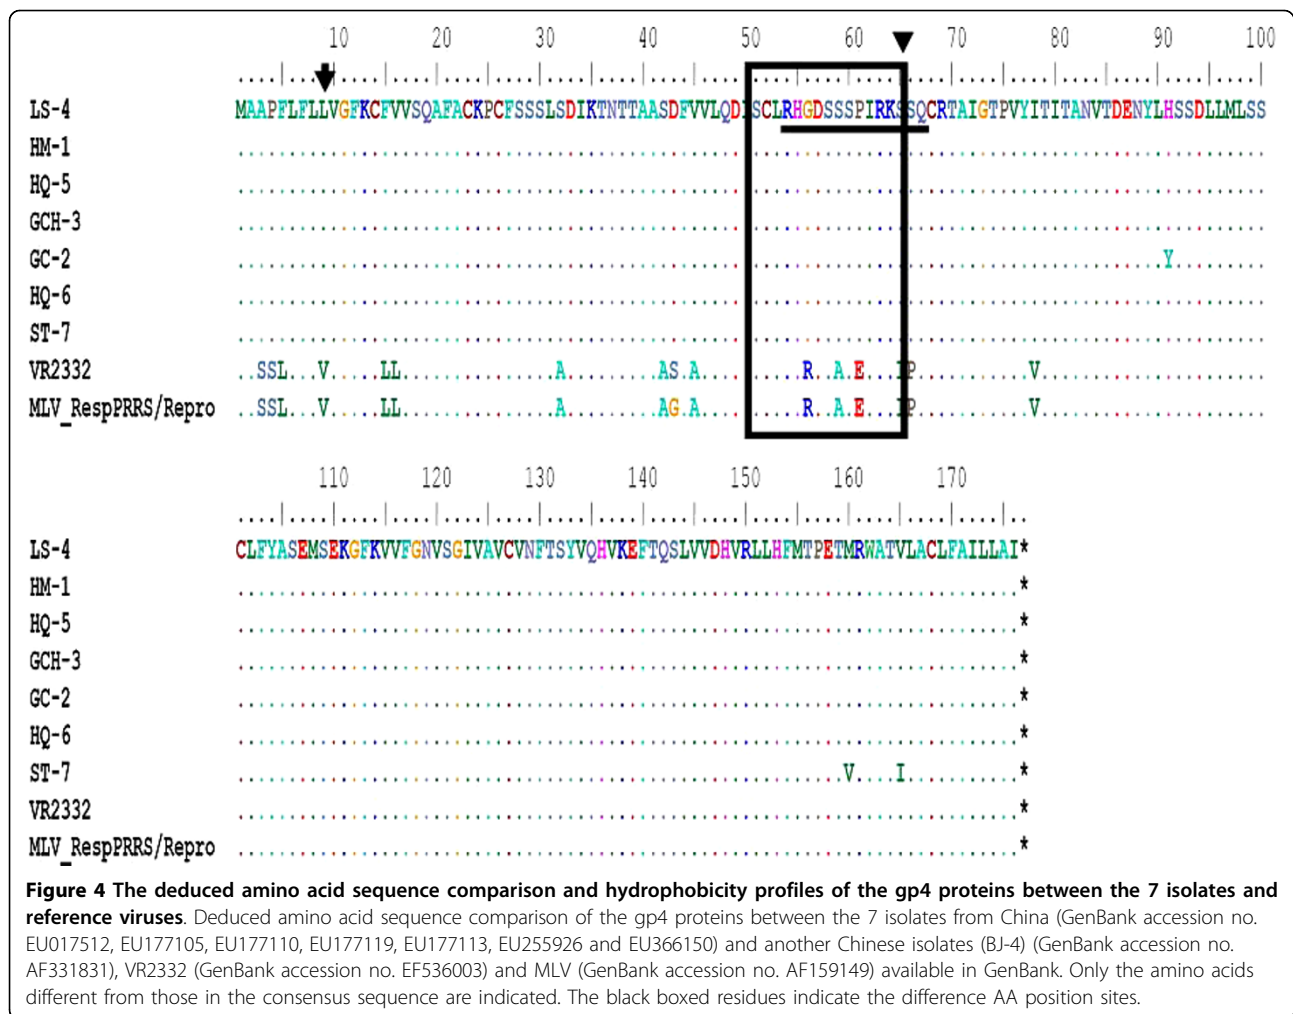 10 20 30 40 50 60 70 80 90 100
LS-4 MAAPFLFLLVGFKCFVVSQAFACKPCFSSSLSDIKTNTTAASDFVVLQDISCLRHGDSSSPIRKSSQCRTAIGTPVYITITANVTDENYLHSSDLLMLSS
HM-1 ....................................................................................................
HQ-5 ....................................................................................................
GCH-3 ....................................................................................................
GC-2 ..........................................................................................Y.........
HQ-6 ....................................................................................................
ST-7 ....................................................................................................
VR2332 ..SSL...V.....LL...............A.........AS.A..........R..A.E...P...........V......................
MLV_RespPRRS/Repro ..SSL...V.....LL...............A.........AG.A..........R..A.E...P...........V......................
110 120 130 140 150 160 170
LS-4 CLFYASEMSEKGFKVVFGNVSGIVAVCVNFTSYVQHVKEFTQSLVVDHVRLLHFMTPETMRWATVLACLFAILLAI*
HM-1 ............................................................................*
HQ-5 ............................................................................*
GCH-3 ............................................................................*
GC-2 ............................................................................*
HQ-6 ............................................................................*
ST-7 ...........................................................V....I...........*
VR2332 ............................................................................*
MLV_RespPRRS/Repro ............................................................................*
Figure 4 The deduced amino acid sequence comparison and hydrophobicity profiles of the gp4 proteins between the 7 isolates and
reference viruses. Deduced amino acid sequence comparison of the gp4 proteins between the 7 isolates from China (GenBank accession no.
EU017512, EU177105, EU177110, EU177119, EU177113, EU255926 and EU366150) and another Chinese isolates (BJ-4) (GenBank accession no.
AF331831), VR2332 (GenBank accession no. EF536003) and MLV (GenBank accession no. AF159149) available in GenBank. Only the amino acids
different from those in the consensus sequence are indicated. The black boxed residues indicate the difference AA position sites.